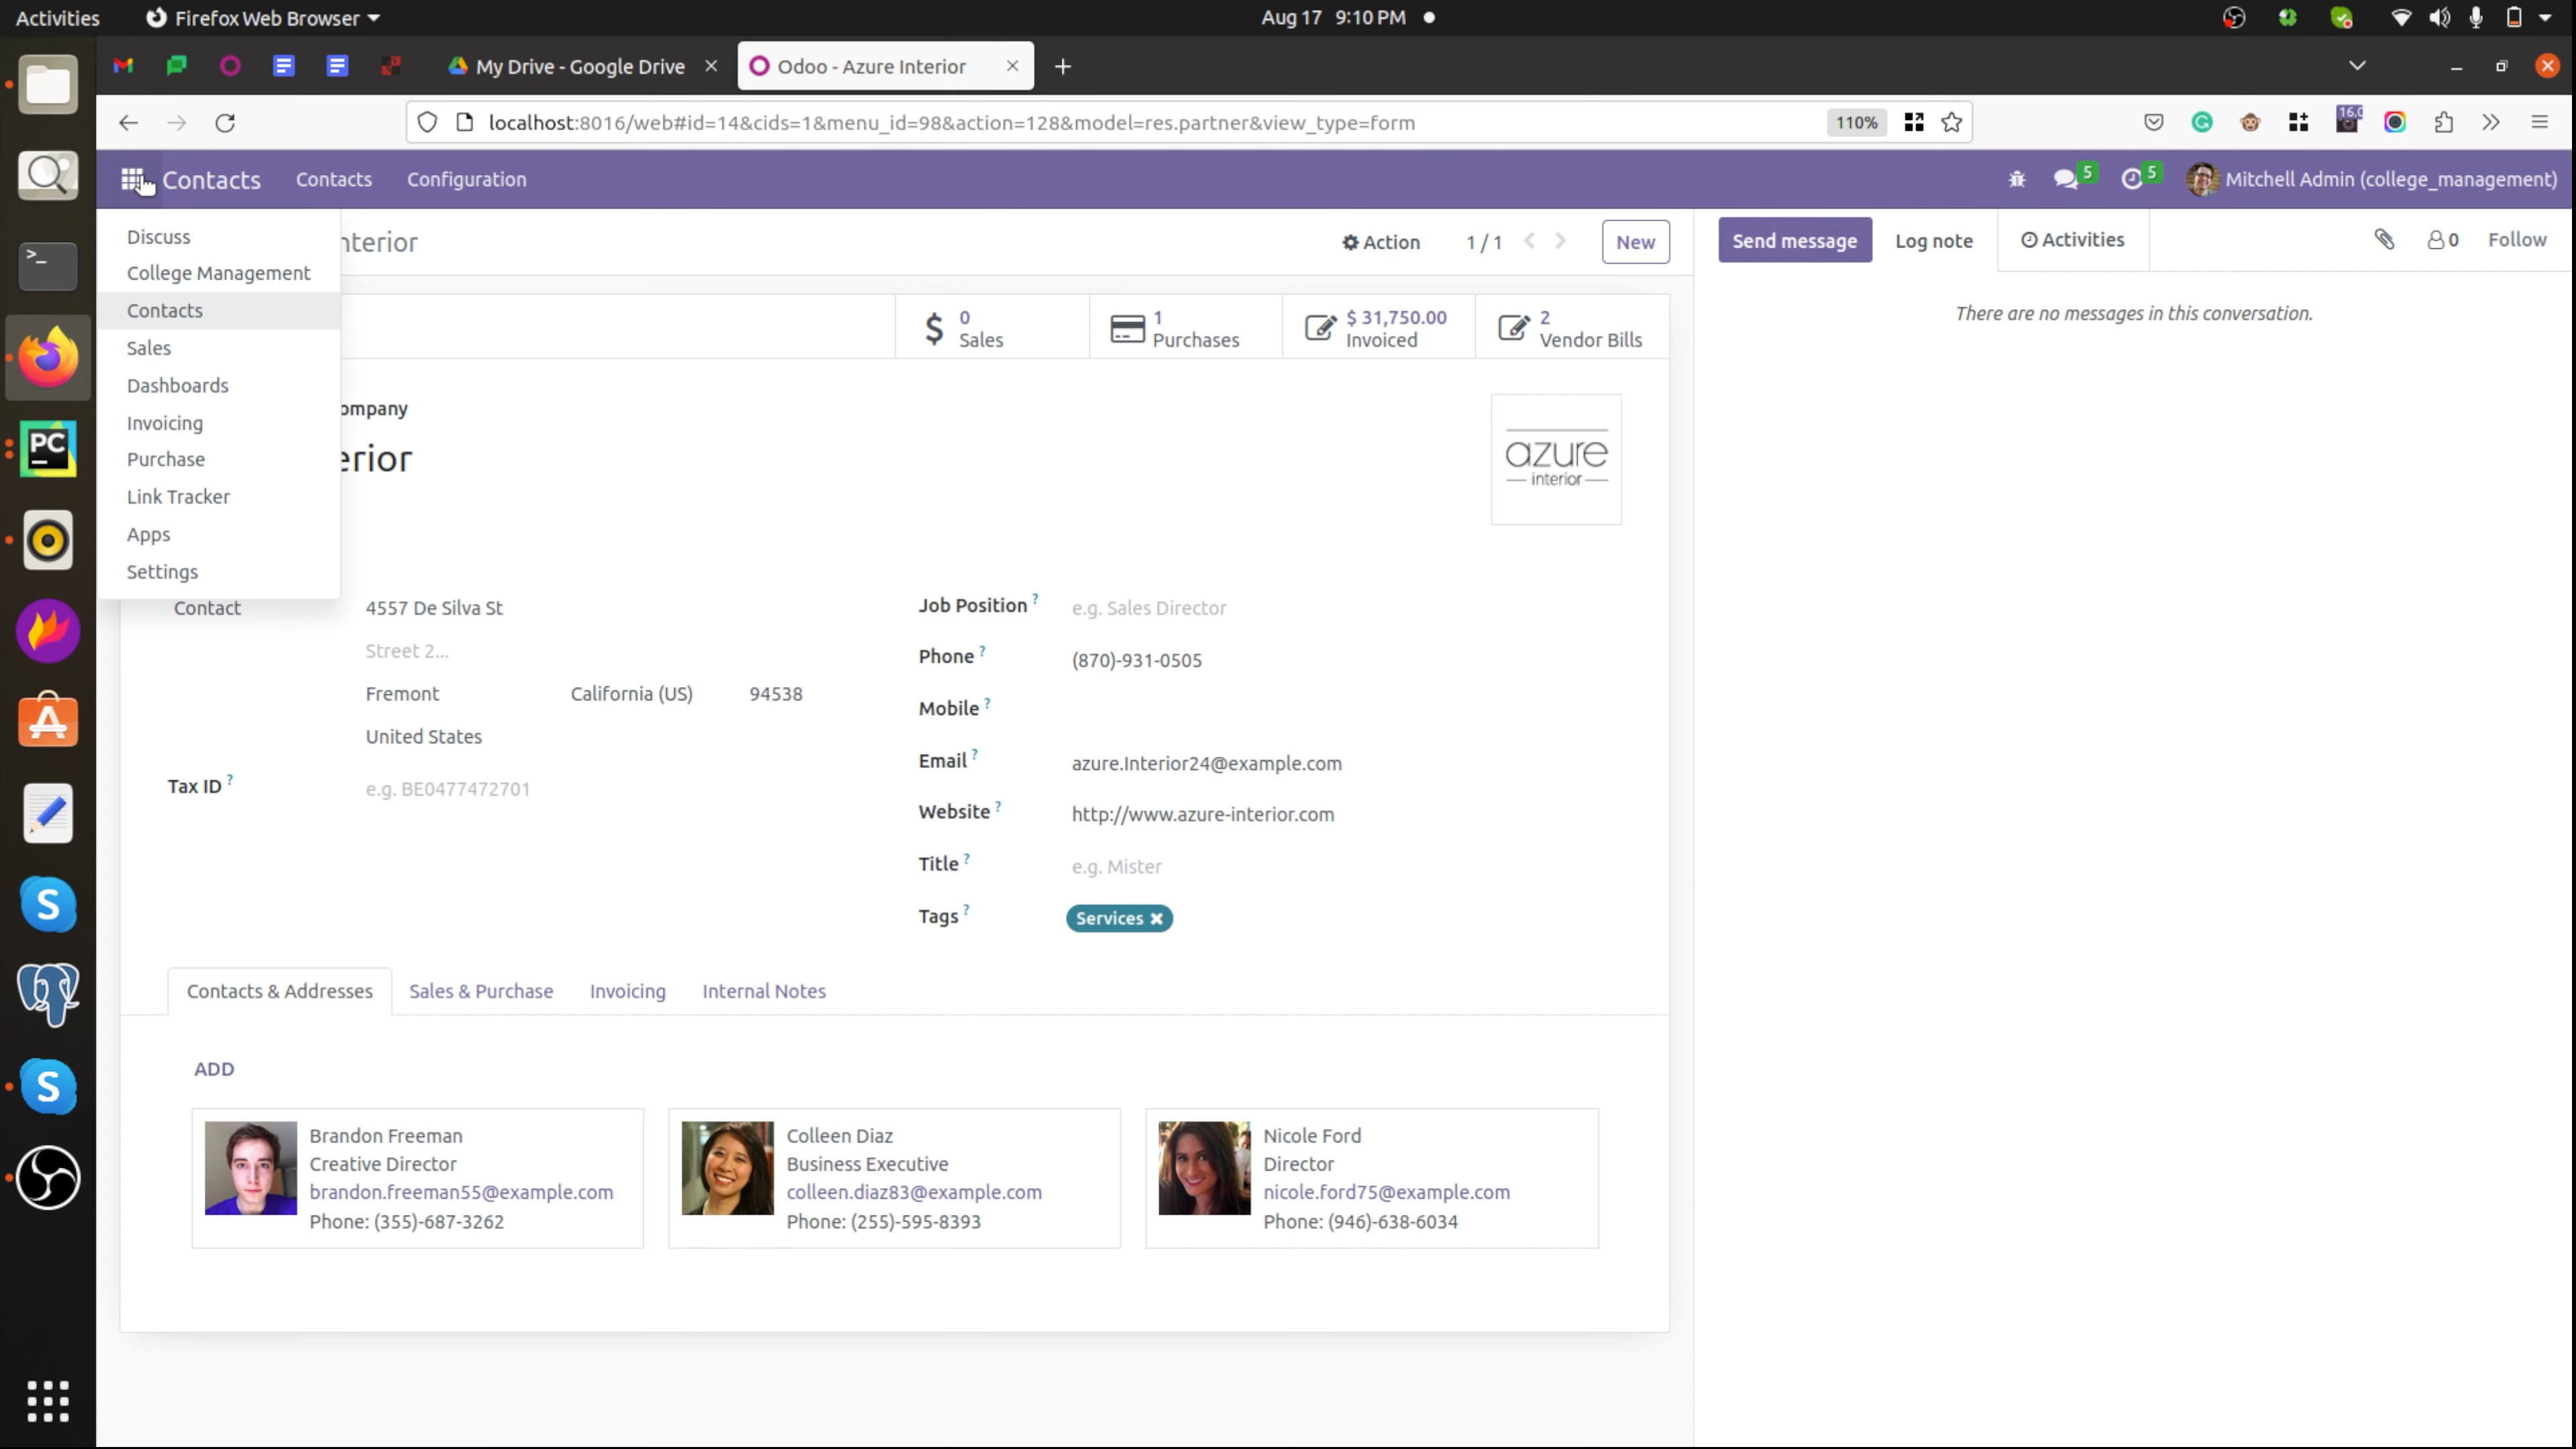 Activities Firefox Web Browser Aug 17 9:10 PM
My Drive - Google Drive Odoo - Azure Interior
localhost:8016/web#id=14&cids=1&menu_id=98&action=128&model=res.partner&view_type=form 110% 16.0
Contacts Contacts Configuration 5 5 Mitchell Admin (college_management)
Discuss
College Management
Contacts
Sales
Dashboards
Invoicing
Purchase
Link Tracker
Apps
Settings
nterior Action 1 / 1 New
Send message Log note Activities 0 Follow
There are no messages in this conversation.
0 Sales
1 Purchases
$ 31,750.00 Invoiced
2 Vendor Bills
ompany
erior
azure
interior
Contact 4557 De Silva St
Street 2...
Fremont California (US) 94538
United States
Tax ID ? e.g. BE0477472701
Job Position ? e.g. Sales Director
Phone ? (870)-931-0505
Mobile ?
Email ? azure.Interior24@example.com
Website ? http://www.azure-interior.com
Title ? e.g. Mister
Tags ? Services
Contacts & Addresses Sales & Purchase Invoicing Internal Notes
ADD
Brandon Freeman
Creative Director
brandon.freeman55@example.com
Phone: (355)-687-3262
Colleen Diaz
Business Executive
colleen.diaz83@example.com
Phone: (255)-595-8393
Nicole Ford
Director
nicole.ford75@example.com
Phone: (946)-638-6034
PC